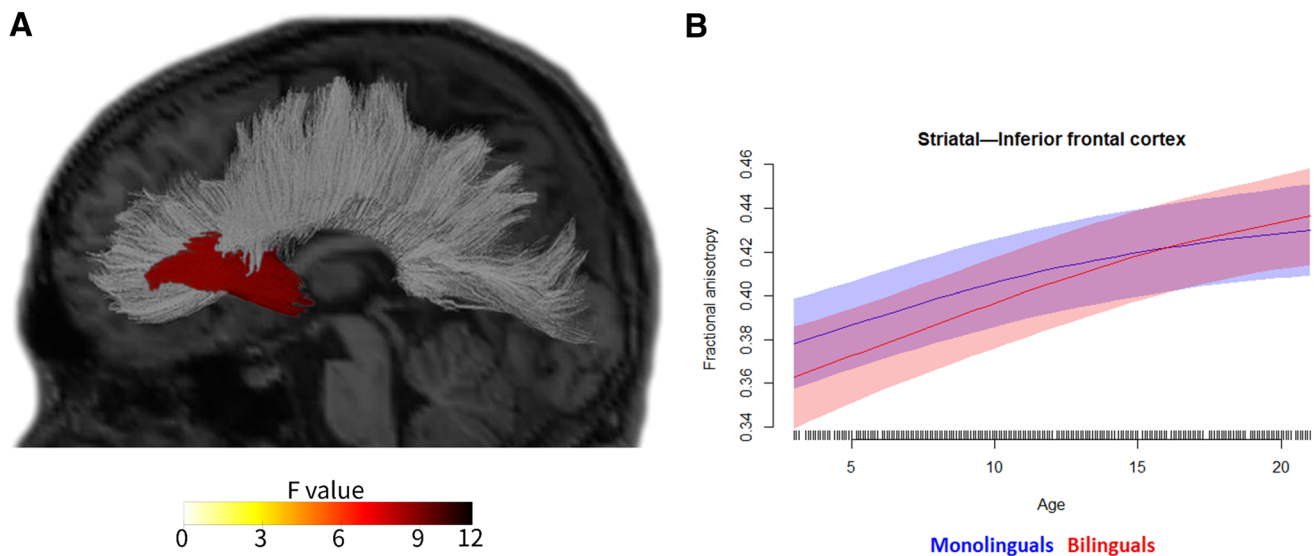 A
F value
0 3 6 9 12
B
Striatal—Inferior frontal cortex
Fractional anisotropy
0.46
0.44
0.42
0.40
0.38
0.36
0.34
5 10 15 20
Age
Monolinguals Bilinguals